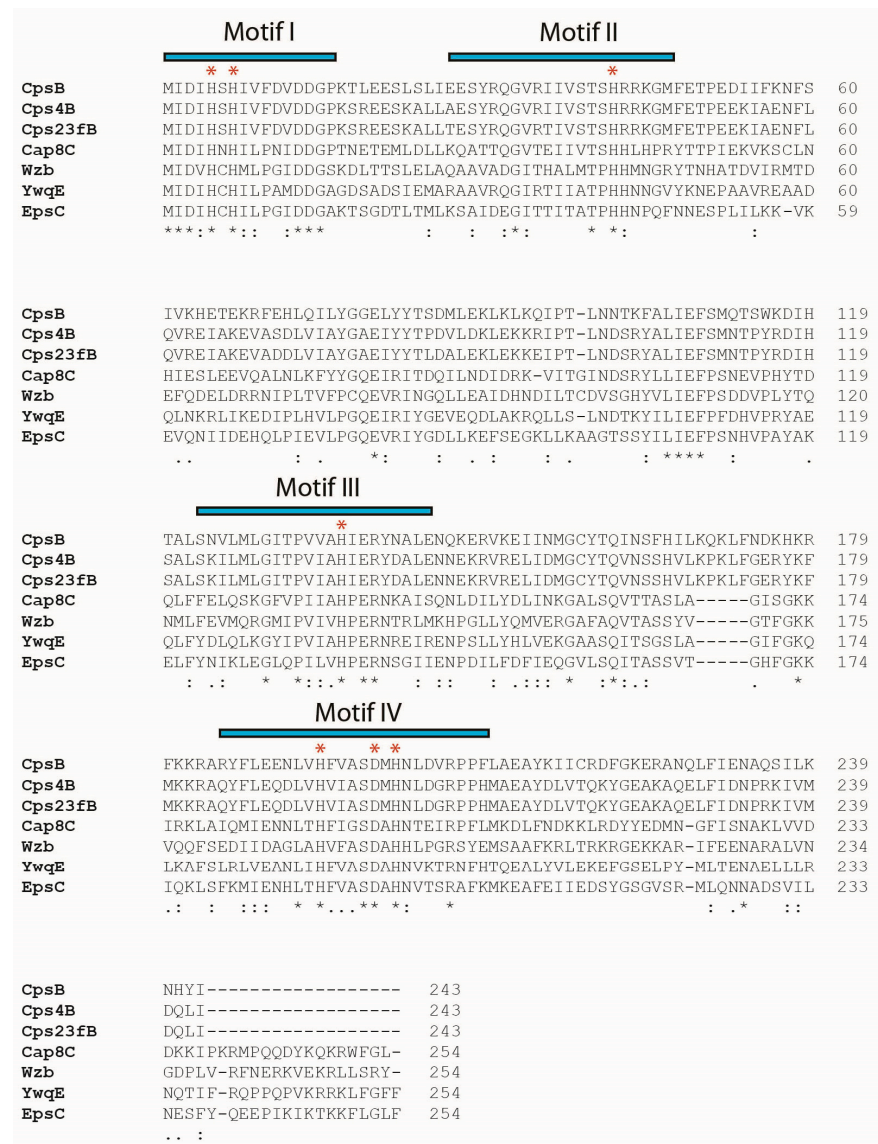 Motif I Motif II
* * *
CpsB MIDIHSHIVFDVDDGPKTLEESLSLIEESYRQGVRIIVSTSHRRKGMFETPEDIIFKNFS 60
Cps4B MIDIHSHIVFDVDDGPKSREESKALLAESYRQGVRTIVSTSHRRKGMFETPEEKIAENFL 60
Cps23fB MIDIHSHIVFDVDDGPKSREESKALLTESYRQGVRTIVSTSHRRKGMFETPEEKIAENFL 60
Cap8C MIDIHNHILPNIDDGPTNETEMLDLLKQATTQGVTEIIVTSHHLHPRYTTPIEKVKSCLN 60
Wzb MIDVHCHMLPGIDDGSKDLTTSLELAQAAVADGITHALMTPHHMNGRYTNHATDVIRMTD 60
YwqE MIDIHCHILPAMDDGAGDSADSIEMARAAVRQGIRTIIATPHHNNGVYKNEPAAVREAAD 60
EpsC MIDIHCHILPGIDDGAKTSGDTLTMLKSAIDEGITTITATPHHNPQFNNESPLILKK-VK 59
***:* *:: :*** : : :*: * *: :
CpsB IVKHETEKRFEHLQILYGGELYYTSDMLEKLKLKQIPT-LNNTKFALIEFSMQTSWKDIH 119
Cps4B QVREIAKEVASDLVIAYGAEIYYTPDVLDKLEKKRIPT-LNDSRYALIEFSMNTPYRDIH 119
Cps23fB QVREIAKEVADDLVIAYGAEIYYTLDALEKLEKKEIPT-LNDSRYALIEFSMNTPYRDIH 119
Cap8C HIESLEEVQALNLKFYYGQEIRITDQILNDIDRK-VITGINDSRYLLIEFPSNEVPHYTD 119
Wzb EFQDELDRRNIPLTVFPCQEVRINGQLLEAIDHNDILTCDVSGHYVLIEFPSDDVPLYTQ 120
YwqE QLNKRLIKEDIPLHVLPGQEIRIYGEVEQDLAKRQLLS-LNDTKYILIEFPFDHVPRYAE 119
EpsC EVQNIIDEHQLPIEVLPGQEVRIYGDLLKEFSEGKLLKAAGTSSYILIEFPSNHVPAYAK 119
.. : . *: : . : : . : **** : .
Motif III
*
CpsB TALSNVLMLGITPVVAHIERYNALENQKERVKEIINMGCYTQINSFHILKQKLFNDKHKR 179
Cps4B SALSKILMLGITPVIAHIERYDALENNEKRVRELIDMGCYTQVNSSHVLKPKLFGERYKF 179
Cps23fB SALSKILMLGITPVIAHIERYDALENNEKRVRELIDMGCYTQVNSSHVLKPKLFGERYKF 179
Cap8C QLFFELQSKGFVPIIAHPERNKAISQNLDILYDLINKGALSQVTTASLA-----GISGKK 174
Wzb NMLFEVMQRGMIPVIVHPERNTRLMKHPGLLYQMVERGAFAQVTASSYV-----GTFGKK 175
YwqE QLFYDLQLKGYIPVIAHPERNREIRENPSLLYHLVEKGAASQITSGSLA-----GIFGKQ 174
EpsC ELFYNIKLEGLQPILVHPERNSGIIENPDILFDFIEQGVLSQITASSVT-----GHFGKK 174
: .: * *::.* ** : :: : .::: * :*:.: . *
Motif IV
* * *
CpsB FKKRARYFLEENLVHFVASDMHNLDVRPPFLAEAYKIICRDFGKERANQLFIENAQSILK 239
Cps4B MKKRAQYFLEQDLVHVIASDMHNLDGRPPHMAEAYDLVTQKYGEAKAQELFIDNPRKIVM 239
Cps23fB MKKRAQYFLEQDLVHVIASDMHNLDGRPPHMAEAYDLVTQKYGEAKAQELFIDNPRKIVM 239
Cap8C IRKLAIQMIENNLTHFIGSDAHNTEIRPFLMKDLFNDKKLRDYYEDMN-GFISNAKLVVD 233
Wzb VQQFSEDIIDAGLAHVFASDAHHLPGRSYEMSAAFKRLTRKRGEKKAR-IFEENARALVN 234
YwqE LKAFSLRLVEANLIHFVASDAHNVKTRNFHTQEALYVLEKEFGSELPY-MLTENAELLLR 233
EpsC IQKLSFKMIENHLTHFVASDAHNVTSRAFKMKEAFEIIEDSYGSGVSR-MLQNNADSVIL 233
.: : ::: * *...** *: * : .* ::
CpsB NHYI------------------ 243
Cps4B DQLI------------------ 243
Cps23fB DQLI------------------ 243
Cap8C DKKIPKRMPQQDYKQKRWFGL- 254
Wzb GDPLV-RFNERKVEKRLLSRY- 254
YwqE NQTIF-RQPPQPVKRRKLFGFF 254
EpsC NESFY-QEEPIKIKTKKFLGLF 254
.. :